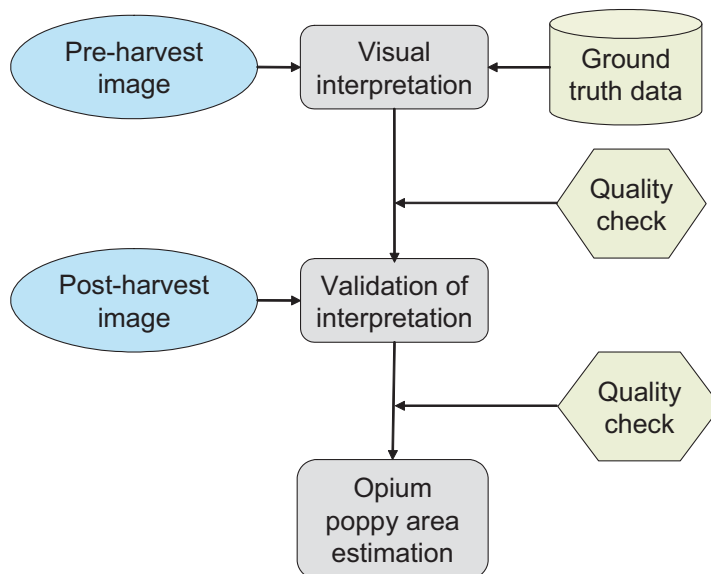 Pre-harvest
image
Visual
interpretation
Ground
truth data
Quality
check
Post-harvest
image
Validation of
interpretation
Quality
check
Opium
poppy area
estimation